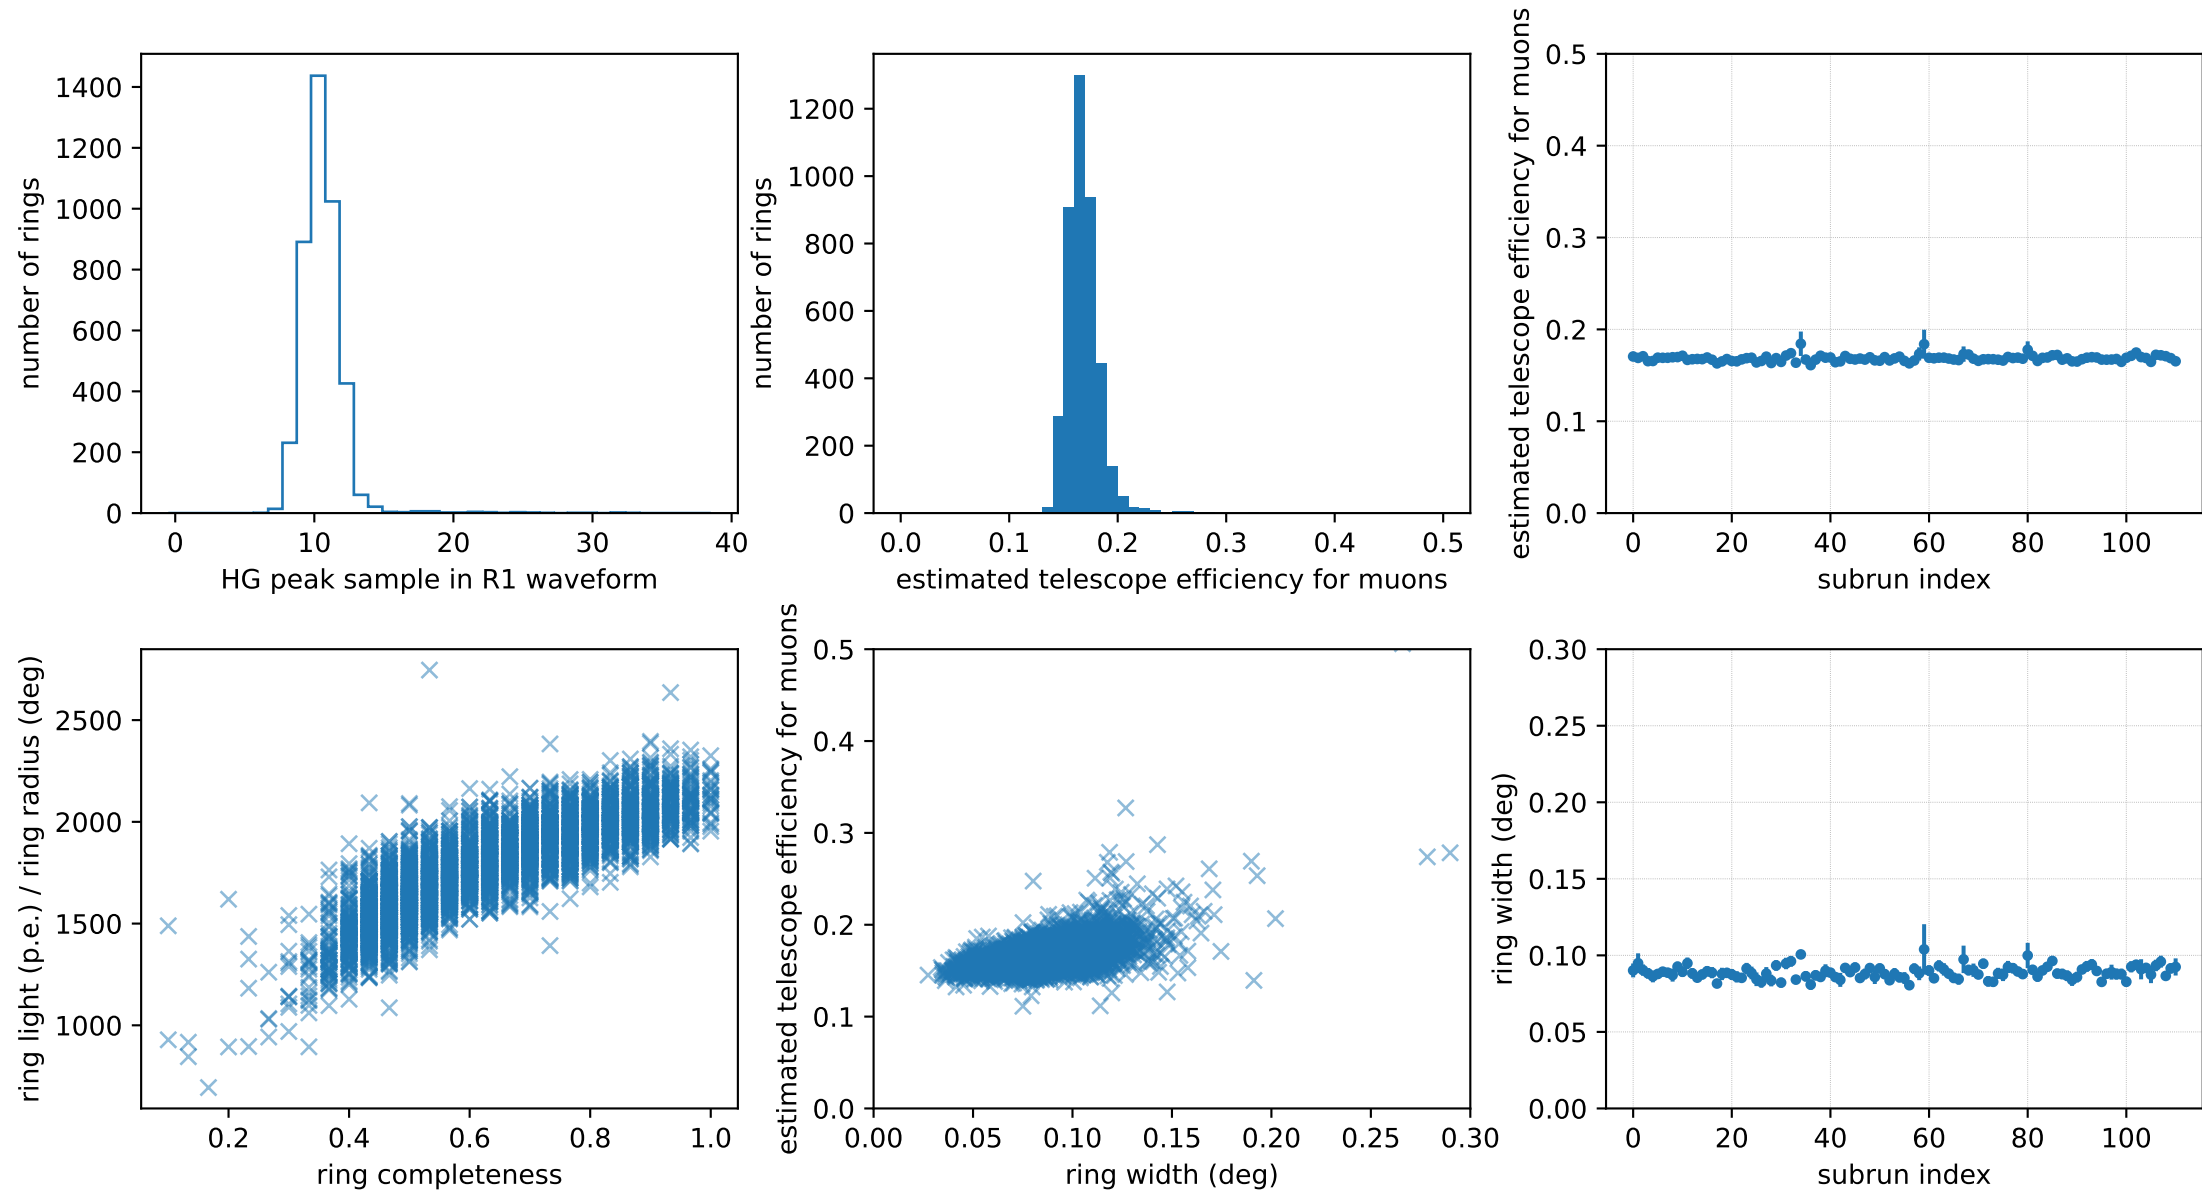 number of rings
1400
1200
1000
800
600
400
200
0
0 10 20 30 40
HG peak sample in R1 waveform
number of rings
1200
1000
800
600
400
200
0
0.0 0.1 0.2 0.3 0.4 0.5
estimated telescope efficiency for muons
estimated telescope efficiency for muons
0.5
0.4
0.3
0.2
0.1
0.0
0 20 40 60 80 100
subrun index
ring light (p.e.) / ring radius (deg)
2500
2000
1500
1000
0.2 0.4 0.6 0.8 1.0
ring completeness
estimated telescope efficiency for muons
0.5
0.4
0.3
0.2
0.1
0.0
0.00 0.05 0.10 0.15 0.20 0.25 0.30
ring width (deg)
ring width (deg)
0.30
0.25
0.20
0.15
0.10
0.05
0.00
0 20 40 60 80 100
subrun index